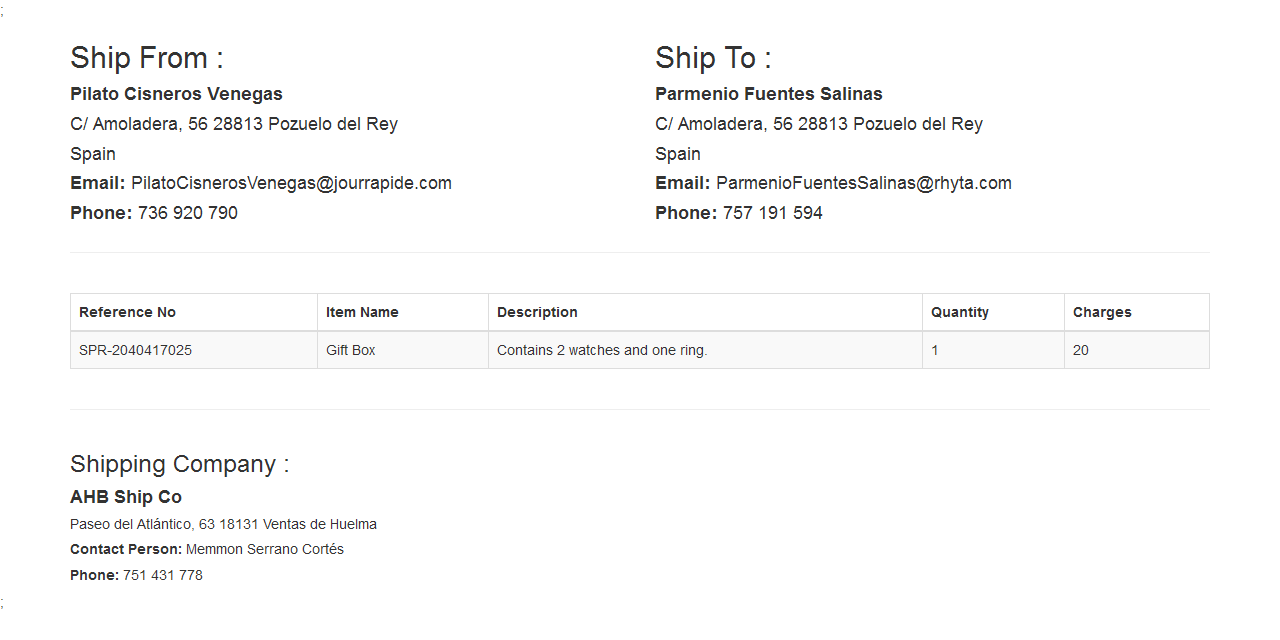 ;
Ship From :
Pilato Cisneros Venegas
C/ Amoladera, 56 28813 Pozuelo del Rey
Spain
Email: PilatoCisnerosVenegas@jourrapide.com
Phone: 736 920 790
Ship To :
Parmenio Fuentes Salinas
C/ Amoladera, 56 28813 Pozuelo del Rey
Spain
Email: ParmenioFuentesSalinas@rhyta.com
Phone: 757 191 594
Reference No Item Name Description Quantity Charges
SPR-2040417025 Gift Box Contains 2 watches and one ring. 1 20
Shipping Company :
AHB Ship Co
Paseo del Atlántico, 63 18131 Ventas de Huelma
Contact Person: Memmon Serrano Cortés
Phone: 751 431 778
;